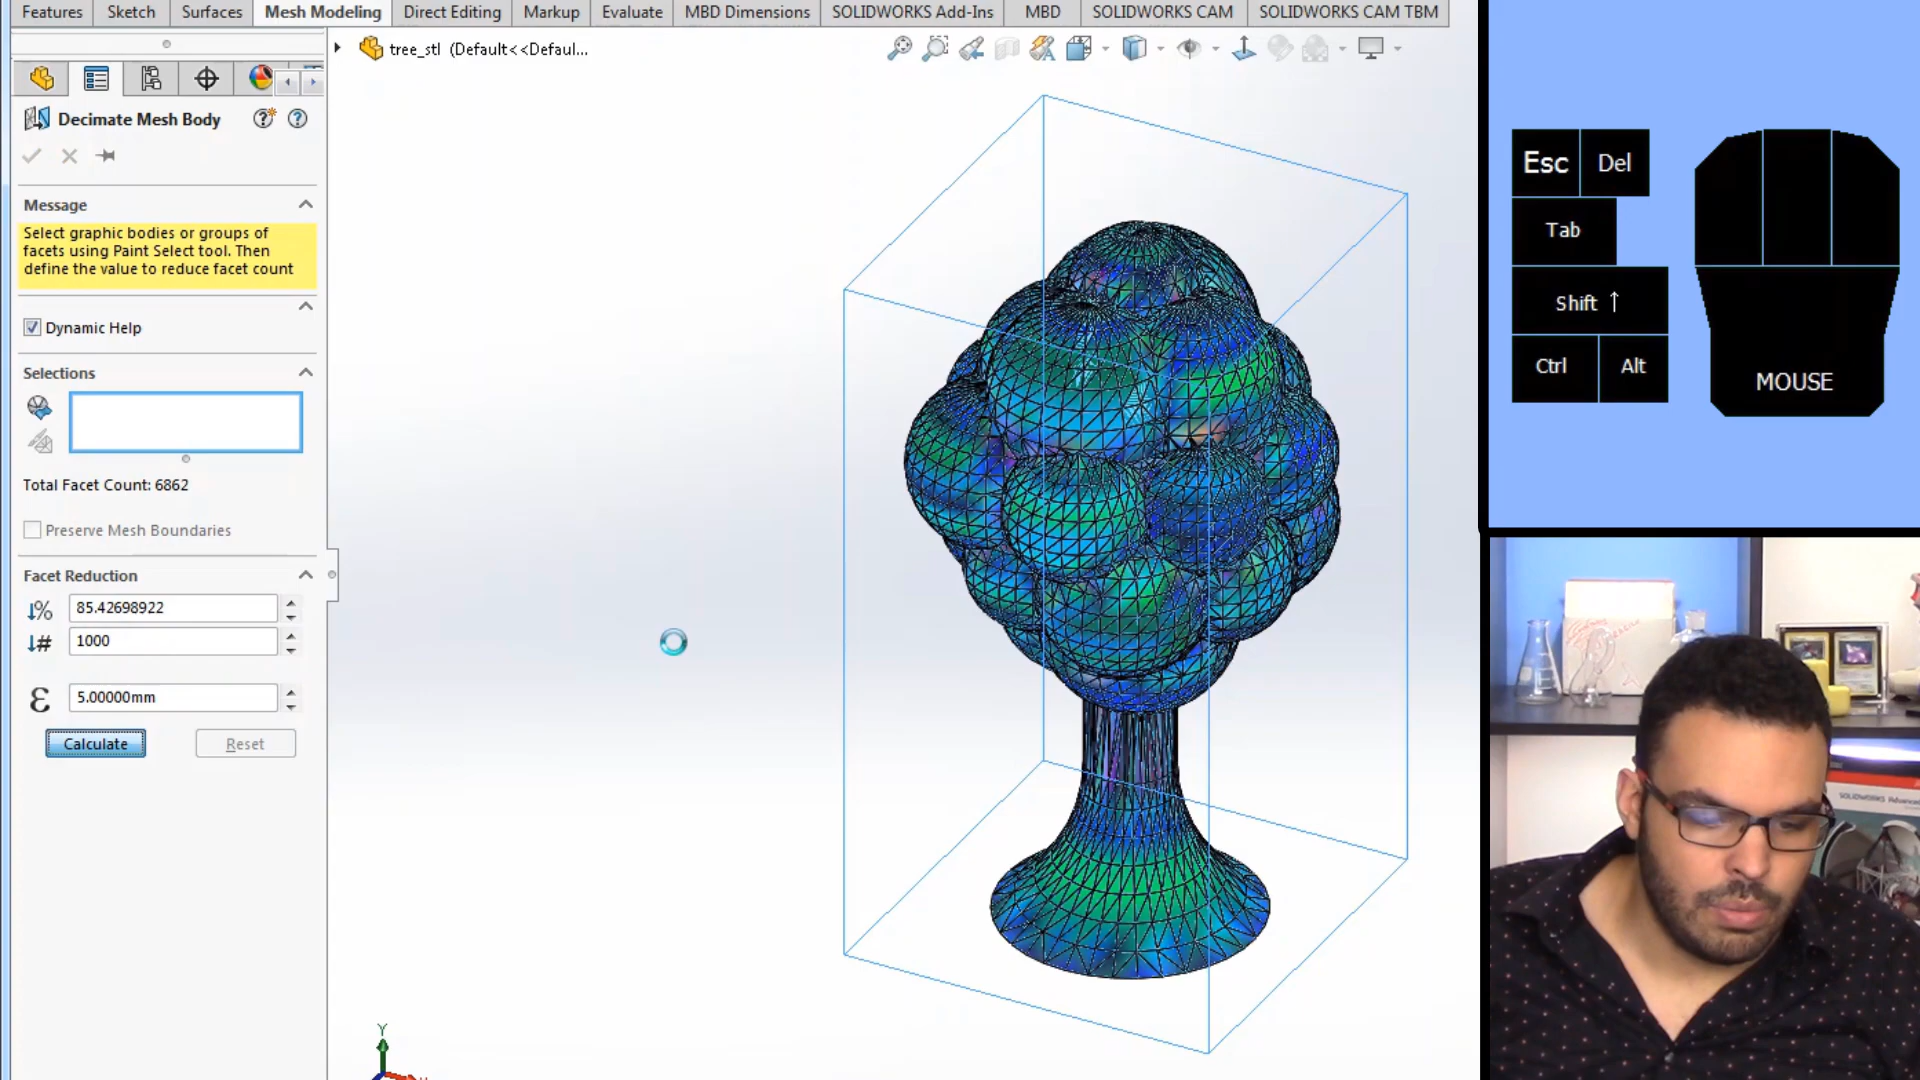 Features Sketch Surfaces Mesh Modeling Direct Editing Markup Evaluate MBD Dimensions SOLIDWORKS Add-Ins MBD SOLIDWORKS CAM SOLIDWORKS CAM TBM
tree_stl (Default<<Defaul...
Decimate Mesh Body
Message
Select graphic bodies or groups of
facets using Paint Select tool. Then
define the value to reduce facet count
Dynamic Help
Selections
Total Facet Count: 6862
Preserve Mesh Boundaries
Facet Reduction
↓% 85.42698922
↓# 1000
ε 5.00000mm
Calculate Reset
Y
Esc Del
Tab
Shift ↑
Ctrl Alt
MOUSE
SOLIDWORKS